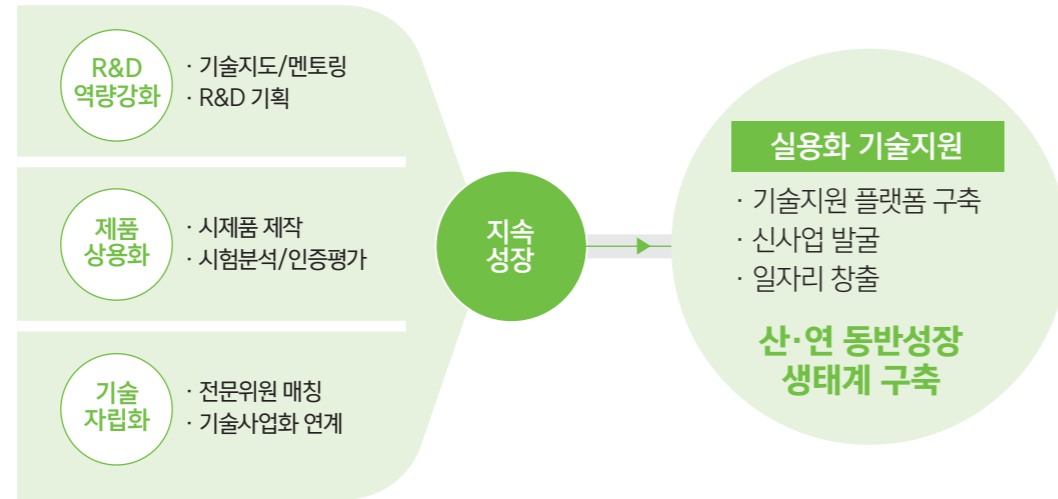 R&D
역량강화
· 기술지도/멘토링
· R&D 기획
제품
상용화
· 시제품 제작
· 시험분석/인증평가
기술
자립화
· 전문위원 매칭
· 기술사업화 연계
지속
성장
실용화 기술지원
· 기술지원 플랫폼 구축
· 신사업 발굴
· 일자리 창출
산·연 동반성장
생태계 구축